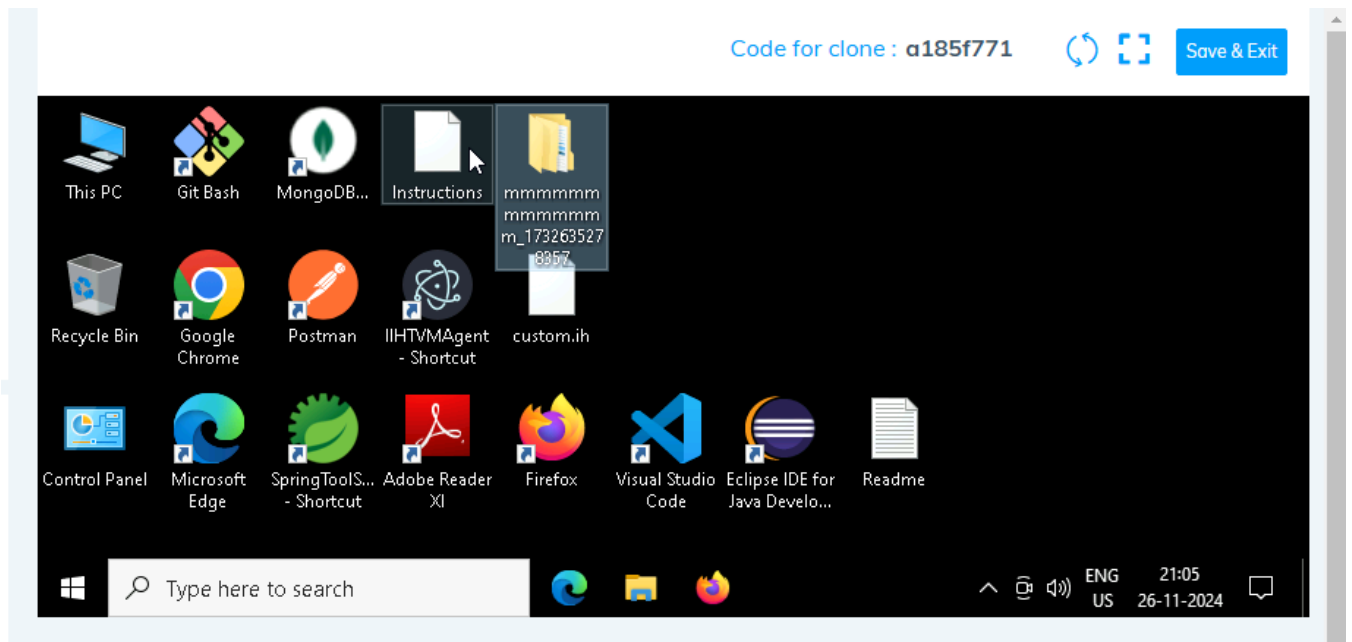 Code for clone : a185f771
Save & Exit
This PC
Git Bash
MongoDB...
Instructions
mmmmmm
mmmmmm
m_173263527
8357
Recycle Bin
Google
Chrome
Postman
IIHTVMAgent
- Shortcut
custom.ih
Control Panel
Microsoft
Edge
SpringToolS...
- Shortcut
Adobe Reader
XI
Firefox
Visual Studio
Code
Eclipse IDE for
Java Develo...
Readme
Type here to search
ENG
US
21:05
26-11-2024